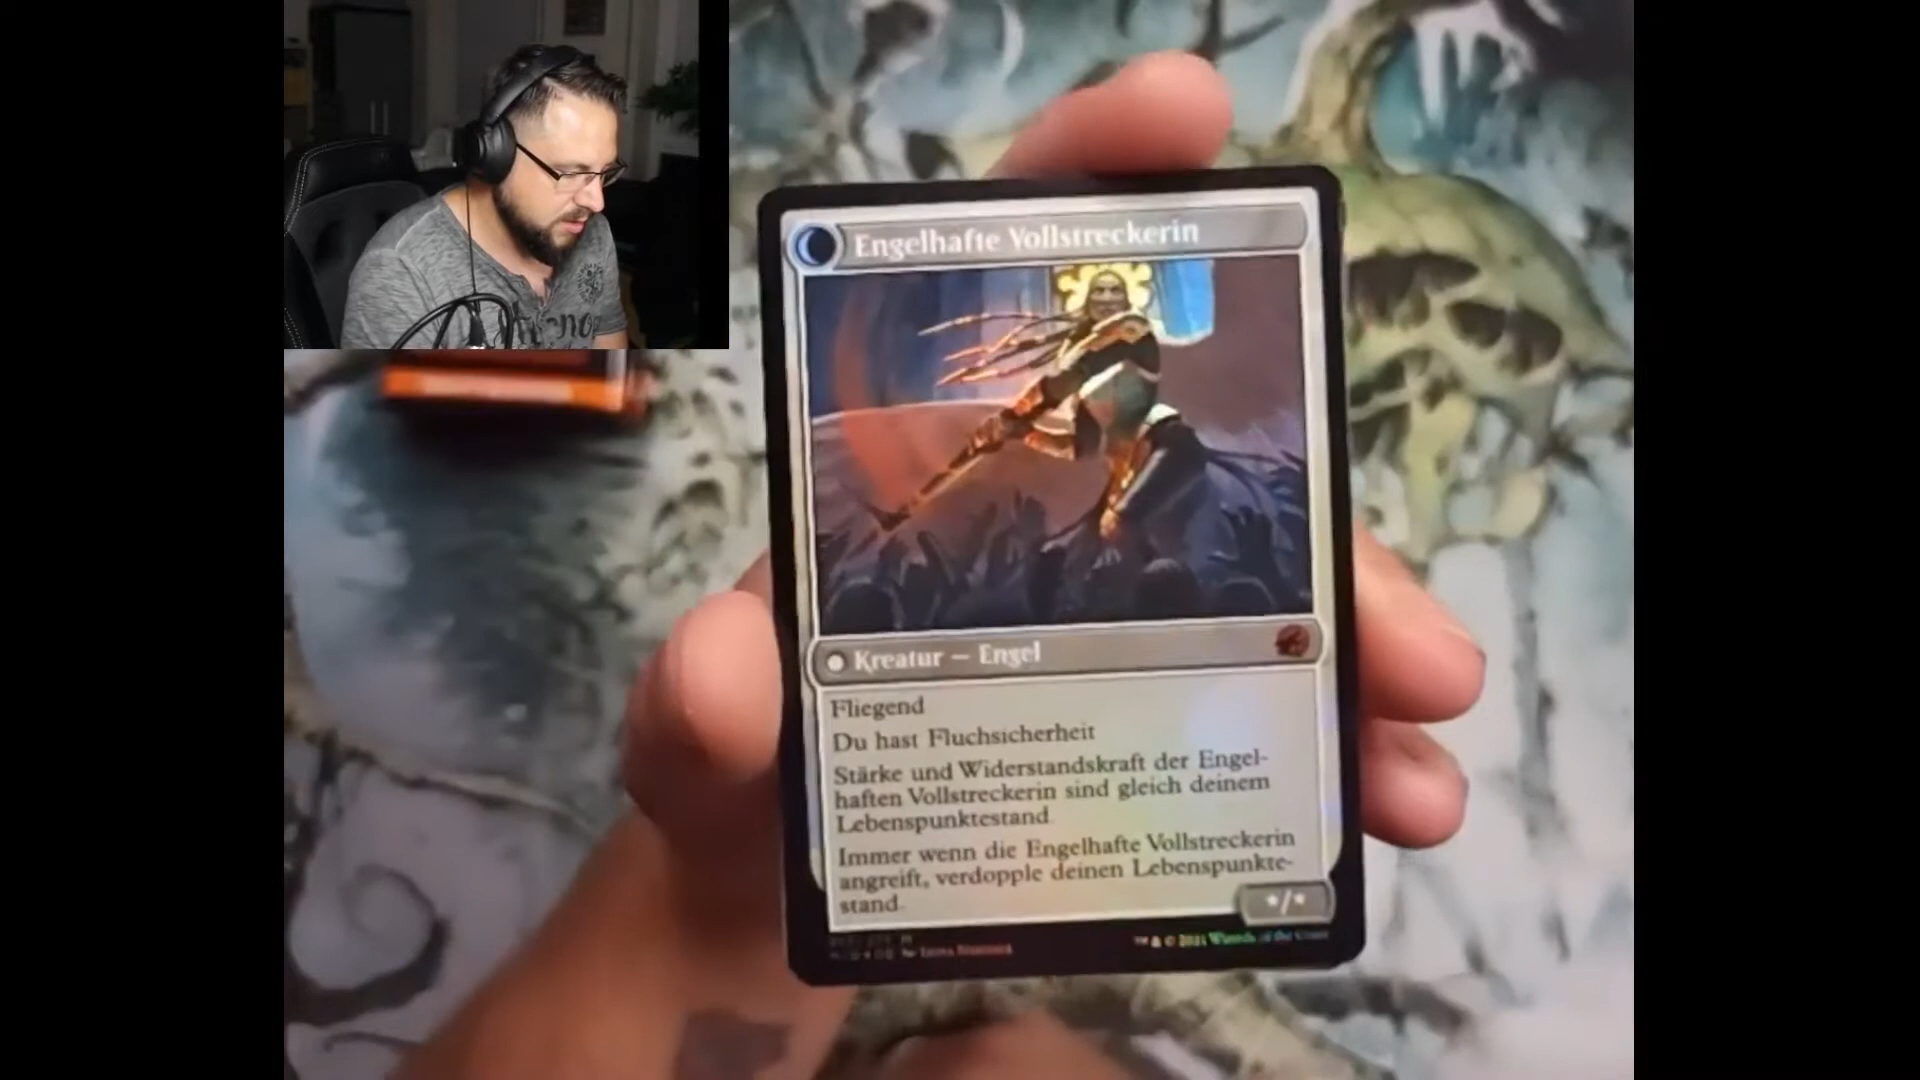 Engelhafte Vollstreckerin
Kreatur — Engel
Fliegend
Du hast Fluchsicherheit
Stärke und Widerstandskraft der Engel-
haften Vollstreckerin sind gleich deinem
Lebenspunktestand.
Immer wenn die Engelhafte Vollstreckerin
angreift, verdopple deinen Lebenspunkte-
stand.
*/*
™ & © 2021 Wizards of the Coast